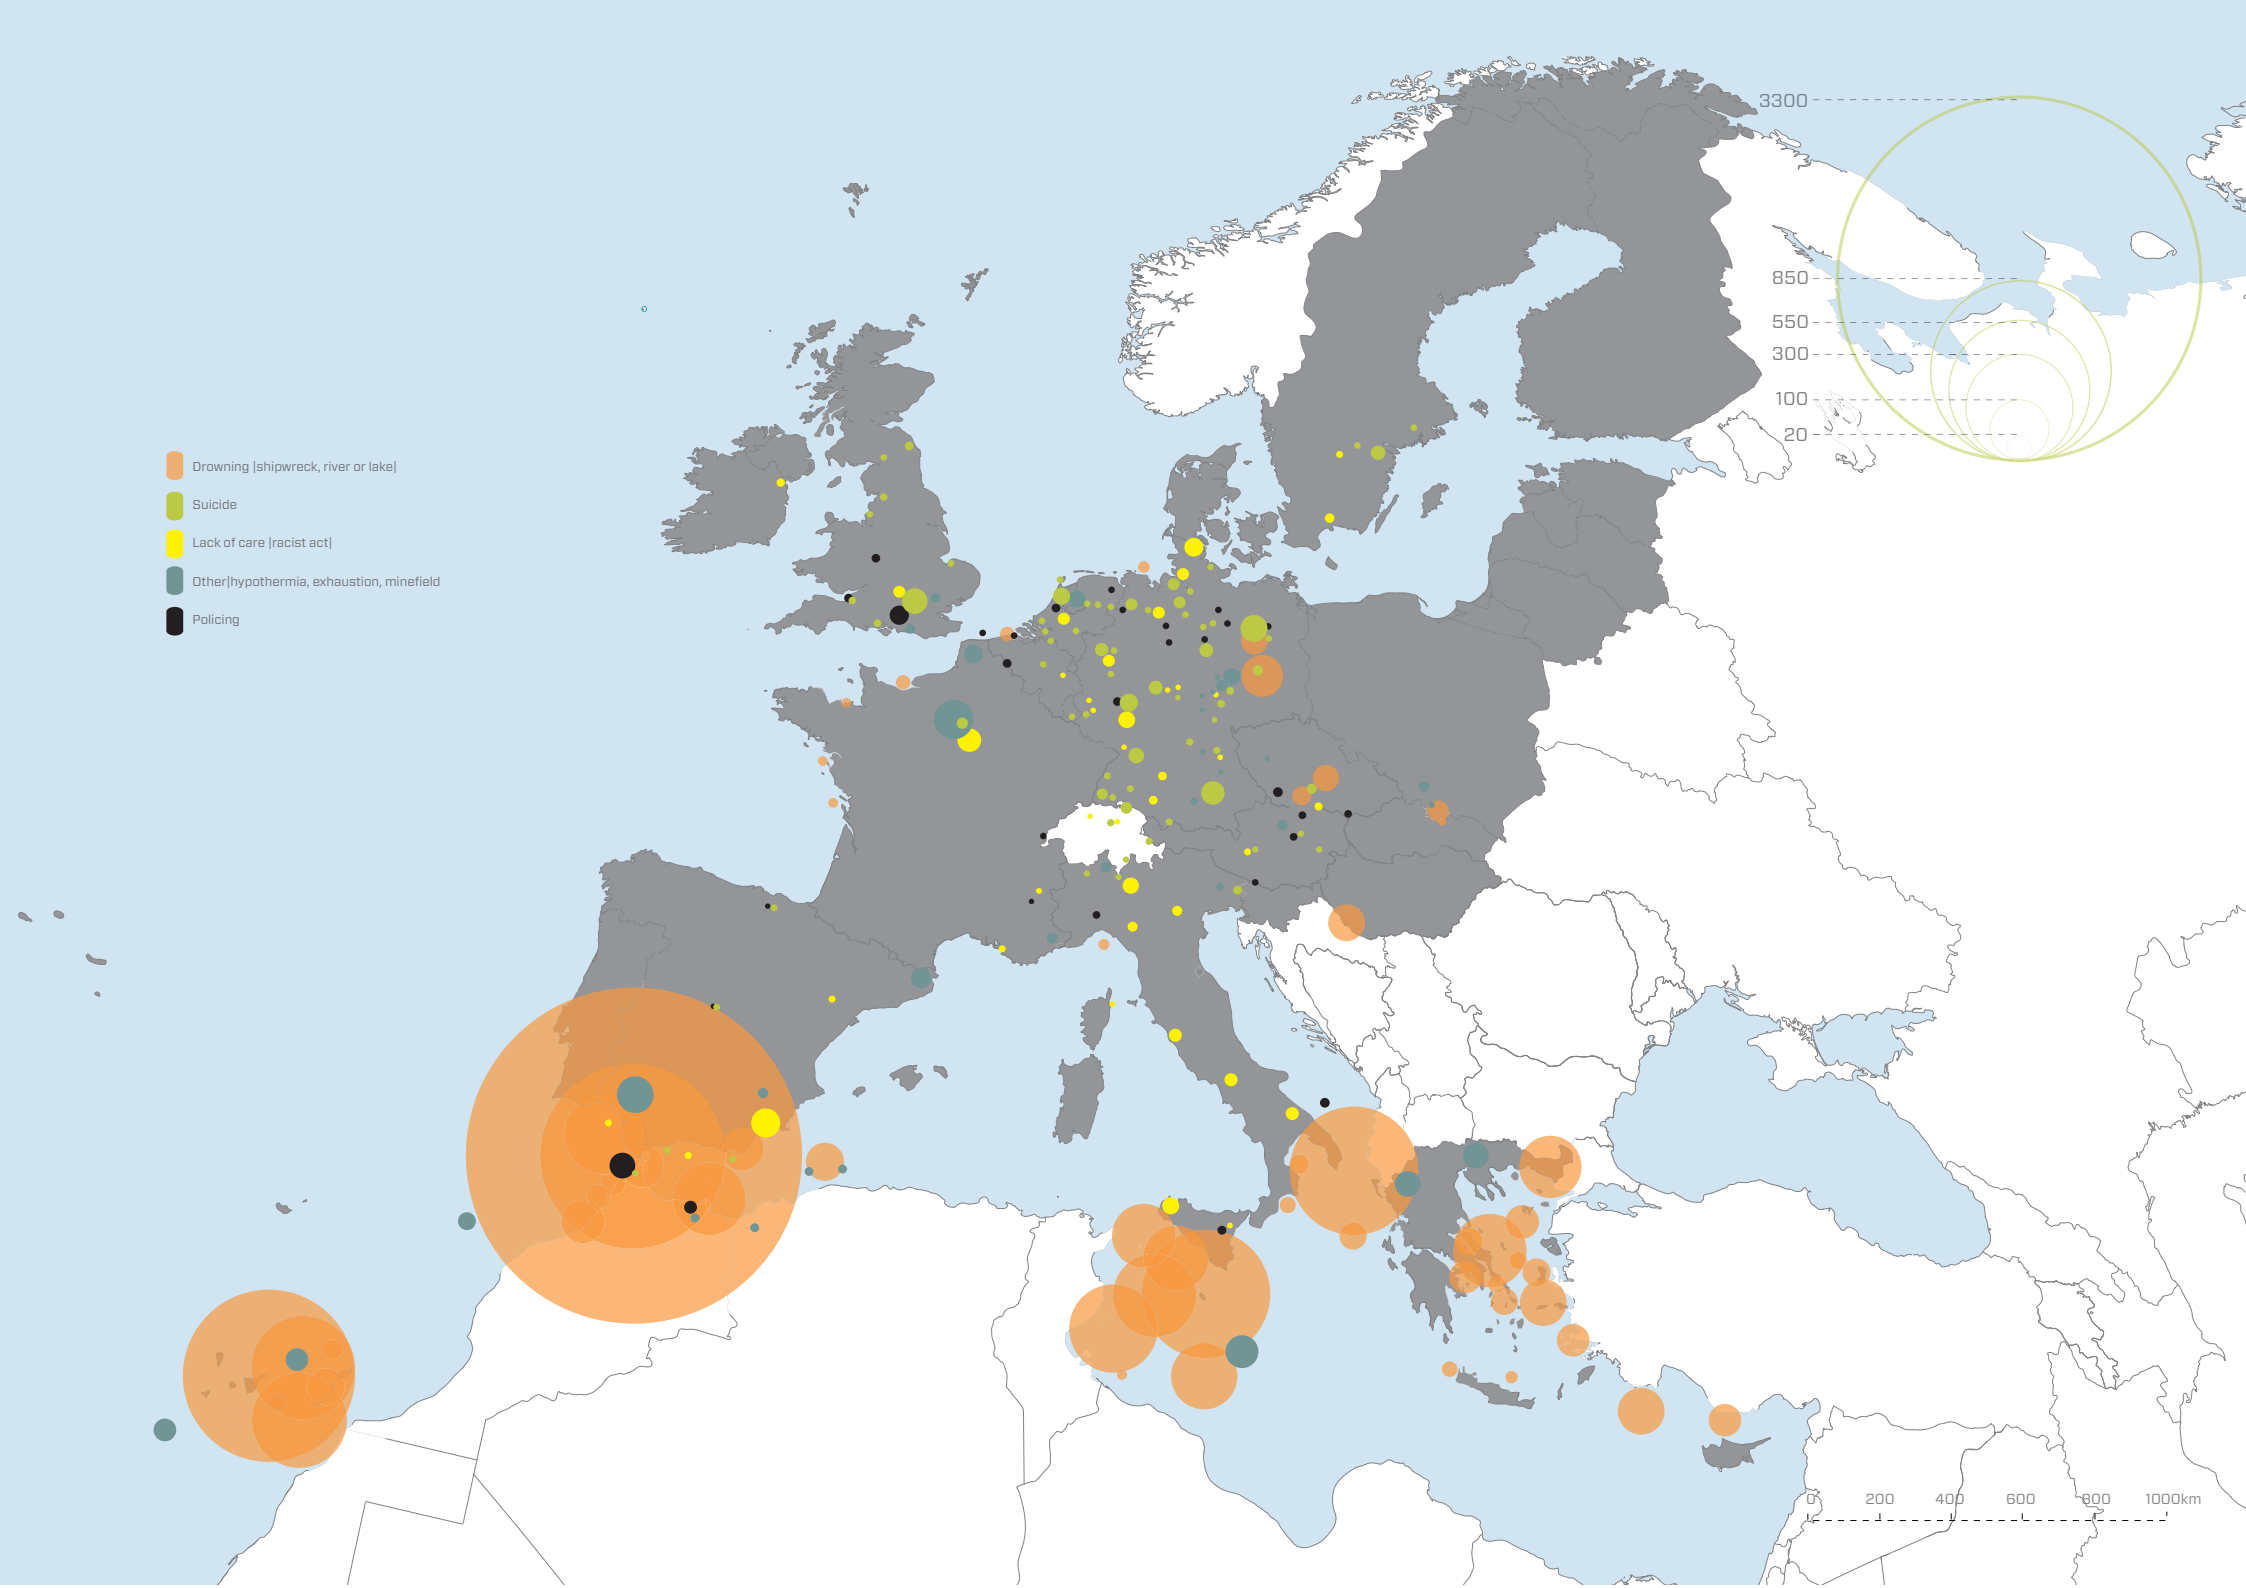 3300
850
550
300
100
20
Drowning |shipwreck, river or lake|
Suicide
Lack of care |racist act|
Other|hypothermia, exhaustion, minefield
Policing
0 200 400 600 800 1000km